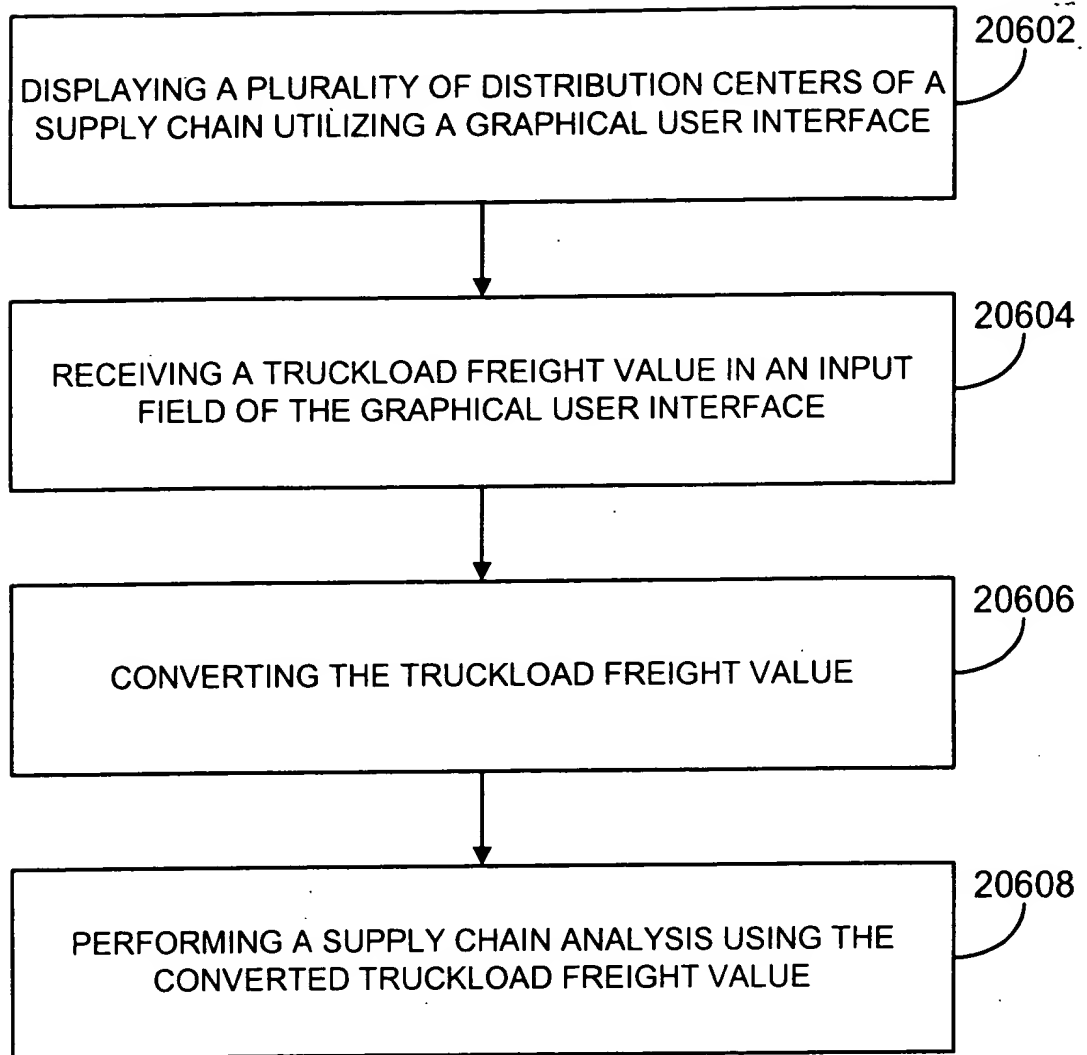 20602
DISPLAYING A PLURALITY OF DISTRIBUTION CENTERS OF A
SUPPLY CHAIN UTILIZING A GRAPHICAL USER INTERFACE
20604
RECEIVING A TRUCKLOAD FREIGHT VALUE IN AN INPUT
FIELD OF THE GRAPHICAL USER INTERFACE
20606
CONVERTING THE TRUCKLOAD FREIGHT VALUE
20608
PERFORMING A SUPPLY CHAIN ANALYSIS USING THE
CONVERTED TRUCKLOAD FREIGHT VALUE